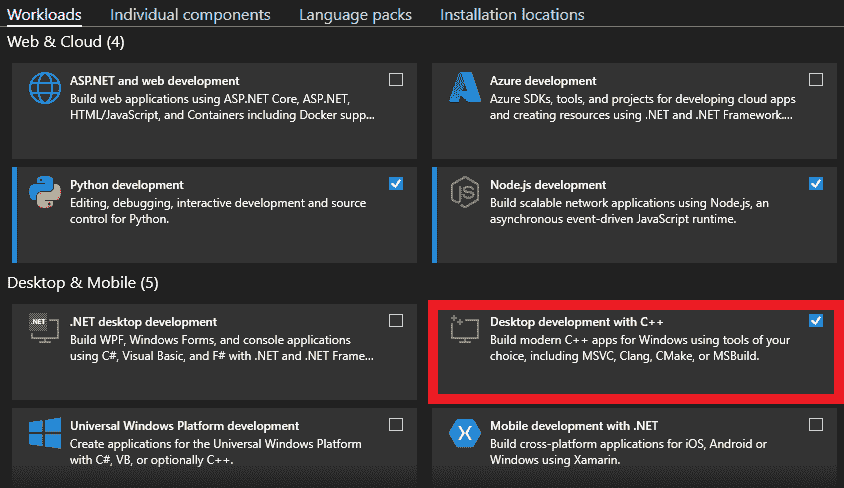 Workloads Individual components Language packs Installation locations
Web & Cloud (4)
ASP.NET and web development
Build web applications using ASP.NET Core, ASP.NET,
HTML/JavaScript, and Containers including Docker supp...
Azure development
Azure SDKs, tools, and projects for developing cloud apps
and creating resources using .NET and .NET Framework....
Python development
Editing, debugging, interactive development and source
control for Python.
JS
Node.js development
Build scalable network applications using Node.js, an
asynchronous event-driven JavaScript runtime.
Desktop & Mobile (5)
.NET
.NET desktop development
Build WPF, Windows Forms, and console applications
using C#, Visual Basic, and F# with .NET and .NET Frame...
++
Desktop development with C++
Build modern C++ apps for Windows using tools of your
choice, including MSVC, Clang, CMake, or MSBuild.
Universal Windows Platform development
Create applications for the Universal Windows Platform
with C#, VB, or optionally C++.
Mobile development with .NET
Build cross-platform applications for iOS, Android or
Windows using Xamarin.